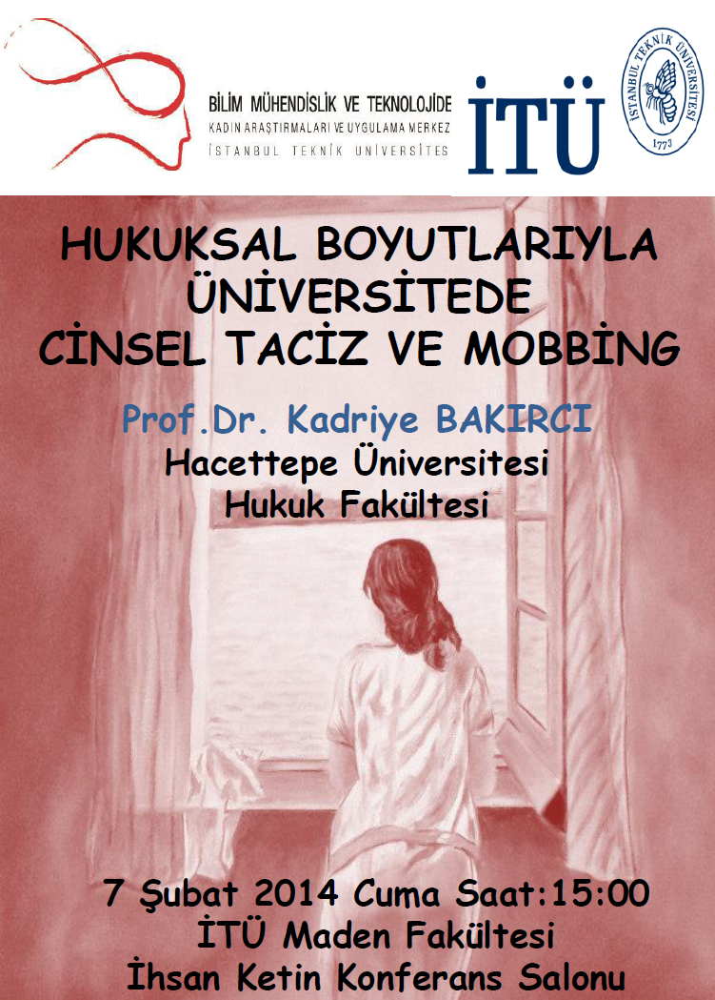 BİLİM MÜHENDİSLİK VE TEKNOLOJİDE
KADIN ARAŞTIRMALARI VE UYGULAMA MERKEZ
İSTANBUL TEKNİK ÜNİVERSİTES
İTÜ
İSTANBUL TEKNİK ÜNİVERSİTESİ
1773
HUKUKSAL BOYUTLARIYLA
ÜNİVERSİTEDE
CİNSEL TACİZ VE MOBBİNG
Prof.Dr. Kadriye BAKIRCI
Hacettepe Üniversitesi
Hukuk Fakültesi
7 Şubat 2014 Cuma Saat:15:00
İTÜ Maden Fakültesi
İhsan Ketin Konferans Salonu